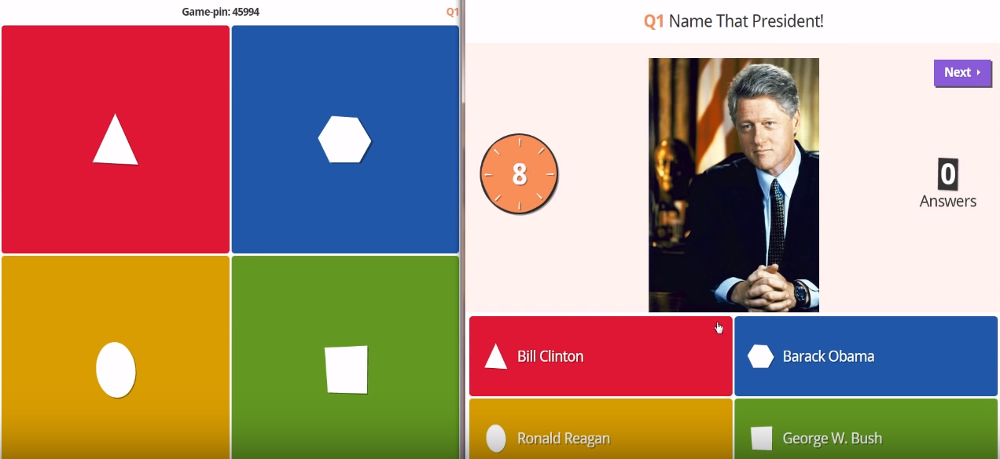 Game-pin: 45994
Q1
Q1 Name That President!
Next
8
0
Answers
Bill Clinton
Barack Obama
Ronald Reagan
George W. Bush